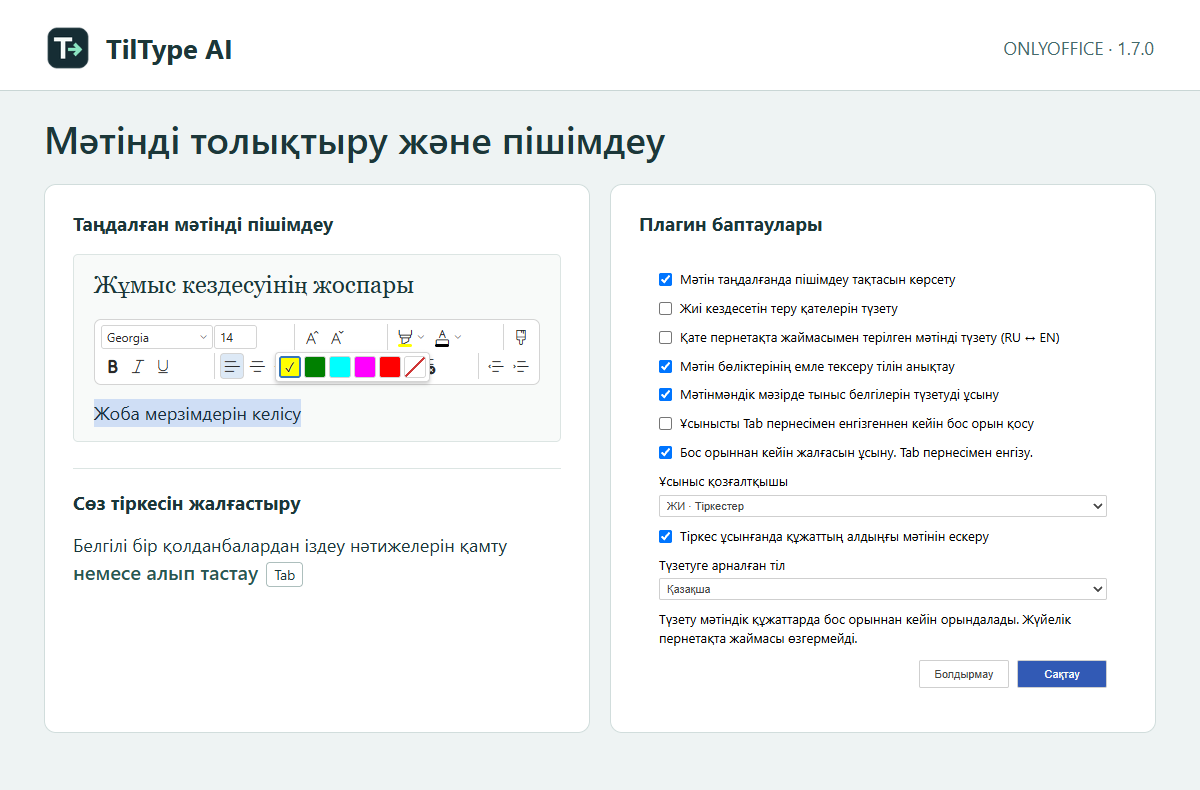 TilType AI
ONLYOFFICE · 1.7.0
Мәтінді толықтыру және пішімдеу
Таңдалған мәтінді пішімдеу
Жұмыс кездесуінің жоспары
Georgia
14
B I U
Жоба мерзімдерін келісу
Сөз тіркесін жалғастыру
Белгілі бір қолданбалардан іздеу нәтижелерін қамту
немесе алып тастау Tab
Плагин баптаулары
Мәтін таңдалғанда пішімдеу тақтасын көрсету
Жиі кездесетін теру қателерін түзету
Қате пернетақта жаймасымен терілген мәтінді түзету (RU ↔ EN)
Мәтін бөліктерінің емле тексеру тілін анықтау
Мәтінмәндік мәзірде тыныс белгілерін түзетуді ұсыну
Ұсынысты Tab пернесімен енгізгеннен кейін бос орын қосу
Бос орыннан кейін жалғасын ұсыну. Tab пернесімен енгізу.
Ұсыныс қозғалтқышы
ЖИ · Тіркестер
Тіркес ұсынғанда құжаттың алдыңғы мәтінін ескеру
Түзетуге арналған тіл
Қазақша
Түзету мәтіндік құжаттарда бос орыннан кейін орындалады. Жүйелік
пернетақта жаймасы өзгермейді.
Болдырмау
Сақтау